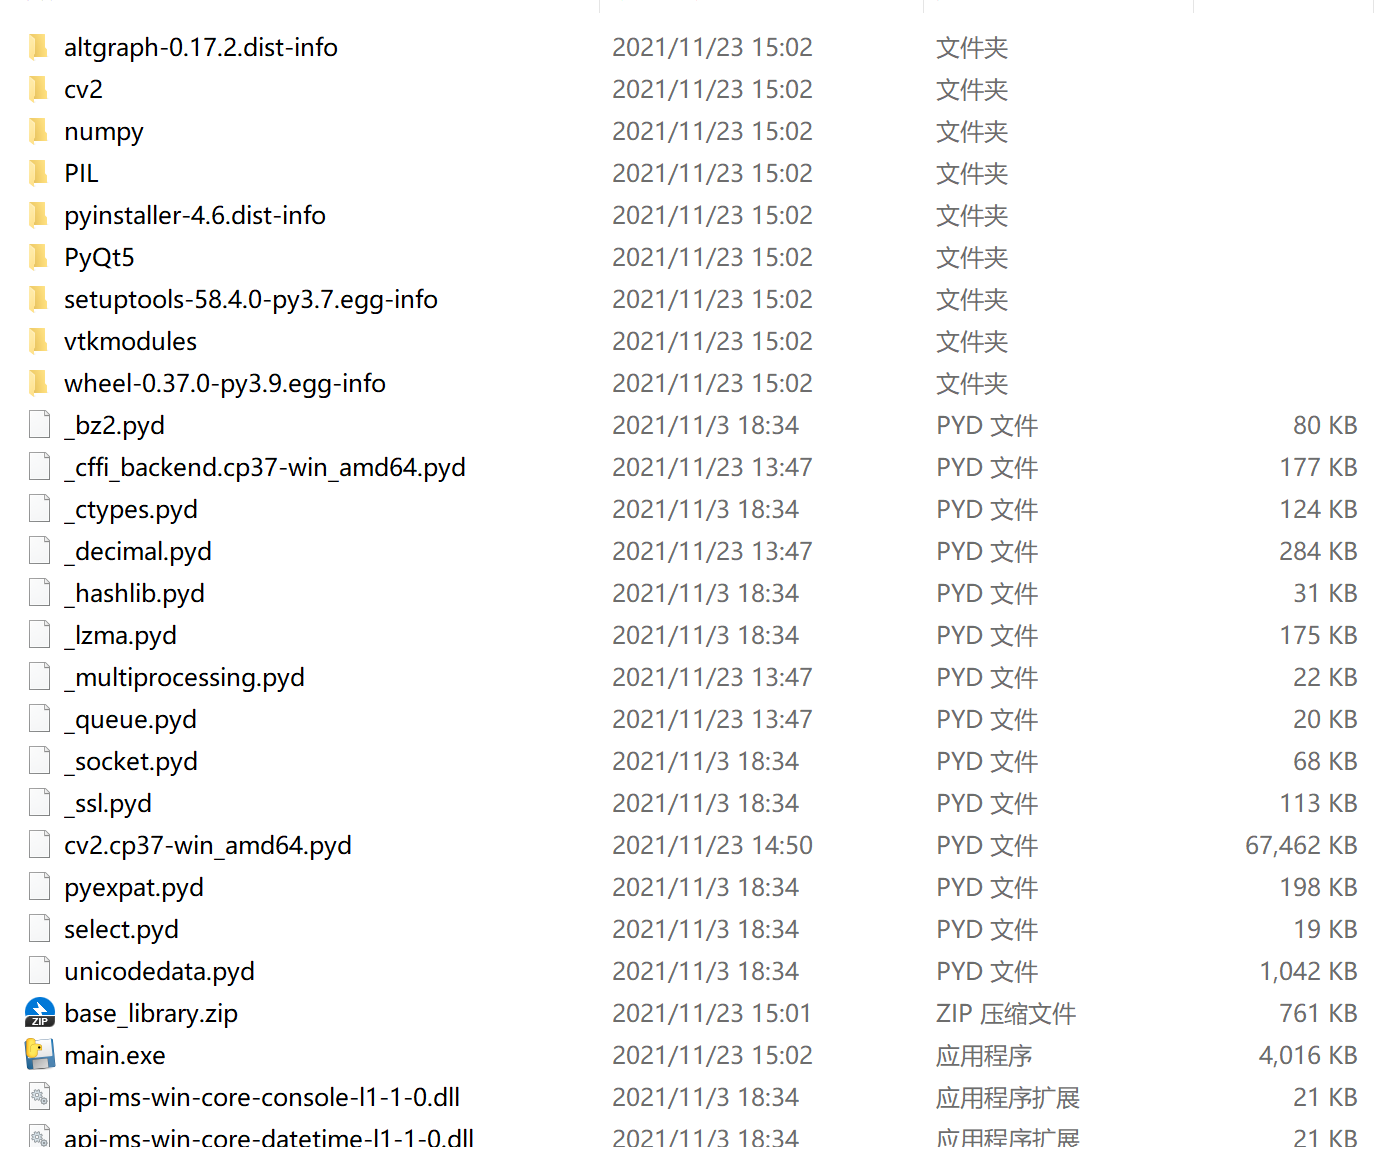 altgraph-0.17.2.dist-info 2021/11/23 15:02 文件夹
cv2 2021/11/23 15:02 文件夹
numpy 2021/11/23 15:02 文件夹
PIL 2021/11/23 15:02 文件夹
pyinstaller-4.6.dist-info 2021/11/23 15:02 文件夹
PyQt5 2021/11/23 15:02 文件夹
setuptools-58.4.0-py3.7.egg-info 2021/11/23 15:02 文件夹
vtkmodules 2021/11/23 15:02 文件夹
wheel-0.37.0-py3.9.egg-info 2021/11/23 15:02 文件夹
_bz2.pyd 2021/11/3 18:34 PYD 文件 80 KB
_cffi_backend.cp37-win_amd64.pyd 2021/11/23 13:47 PYD 文件 177 KB
_ctypes.pyd 2021/11/3 18:34 PYD 文件 124 KB
_decimal.pyd 2021/11/23 13:47 PYD 文件 284 KB
_hashlib.pyd 2021/11/3 18:34 PYD 文件 31 KB
_lzma.pyd 2021/11/3 18:34 PYD 文件 175 KB
_multiprocessing.pyd 2021/11/23 13:47 PYD 文件 22 KB
_queue.pyd 2021/11/23 13:47 PYD 文件 20 KB
_socket.pyd 2021/11/3 18:34 PYD 文件 68 KB
_ssl.pyd 2021/11/3 18:34 PYD 文件 113 KB
cv2.cp37-win_amd64.pyd 2021/11/23 14:50 PYD 文件 67,462 KB
pyexpat.pyd 2021/11/3 18:34 PYD 文件 198 KB
select.pyd 2021/11/3 18:34 PYD 文件 19 KB
unicodedata.pyd 2021/11/3 18:34 PYD 文件 1,042 KB
ZIP base_library.zip 2021/11/23 15:01 ZIP 压缩文件 761 KB
main.exe 2021/11/23 15:02 应用程序 4,016 KB
api-ms-win-core-console-l1-1-0.dll 2021/11/3 18:34 应用程序扩展 21 KB
api-ms-win-core-datetime-l1-1-0.dll 2021/11/3 18:34 应用程序扩展 21 KB